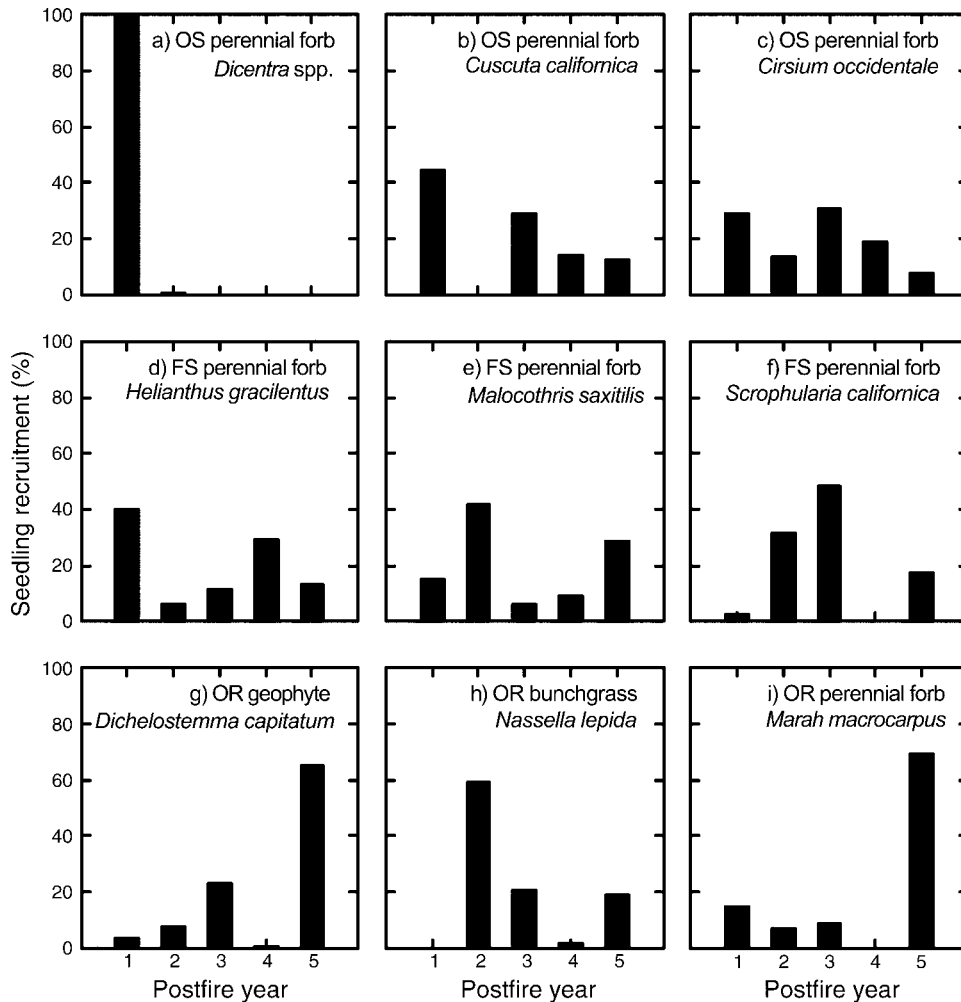 a) OS perennial forb
Dicentra spp.
b) OS perennial forb
Cuscuta californica
c) OS perennial forb
Cirsium occidentale
100
80
60
40
20
0
Seedling recruitment (%)
d) FS perennial forb
Helianthus gracilentus
e) FS perennial forb
Malocothris saxitilis
f) FS perennial forb
Scrophularia californica
100
80
60
40
20
0
g) OR geophyte
Dichelostemma capitatum
h) OR bunchgrass
Nassella lepida
i) OR perennial forb
Marah macrocarpus
100
80
60
40
20
0
1 2 3 4 5
1 2 3 4 5
1 2 3 4 5
Postfire year
Postfire year
Postfire year